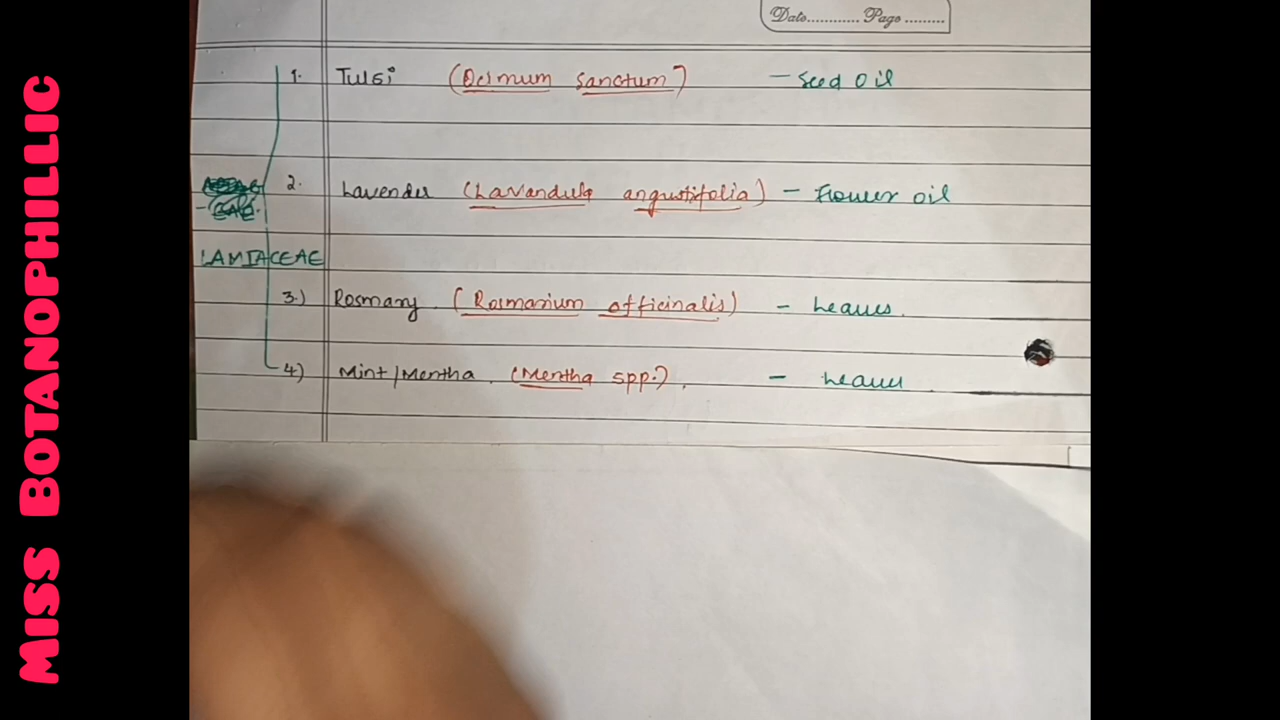 MISS BOTANOPHILLIC
Date............ Page .........
1. Tulsi (Ocimum Sanctum) - Seed Oil
2. Lavender (Lavandula angustifolia) - Flower oil
LAMIACEAE
3.) Rosmary (Rosmarium officinalis) - Leaves.
4) Mint/Mentha. (Mentha spp.). - Leaves